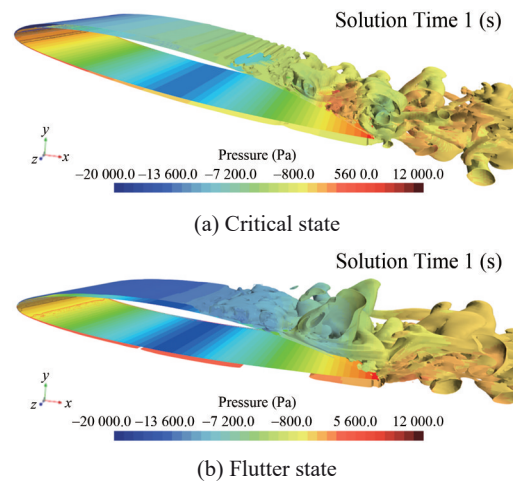 Solution Time 1 (s)
y
z x
Pressure (Pa)
−20 000.0 −13 600.0 −7 200.0 −800.0 560 0.0 12 000.0
(a) Critical state
Solution Time 1 (s)
y
z x
Pressure (Pa)
−20 000.0 −13 600.0 −7 200.0 −800.0 5 600.0 12 000.0
(b) Flutter state